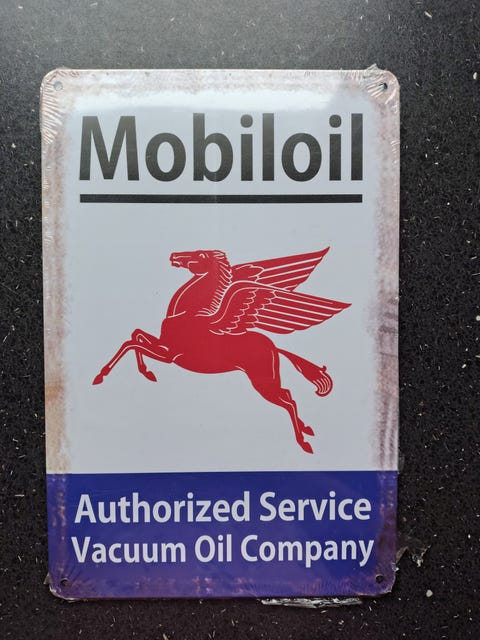 Mobiloil
Authorized Service
Vacuum Oil Company